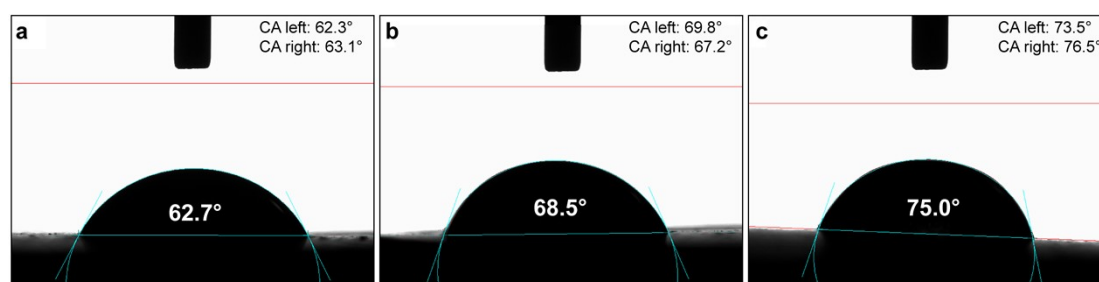 a
CA left: 62.3°
CA right: 63.1°
62.7°
b
CA left: 69.8°
CA right: 67.2°
68.5°
c
CA left: 73.5°
CA right: 76.5°
75.0°